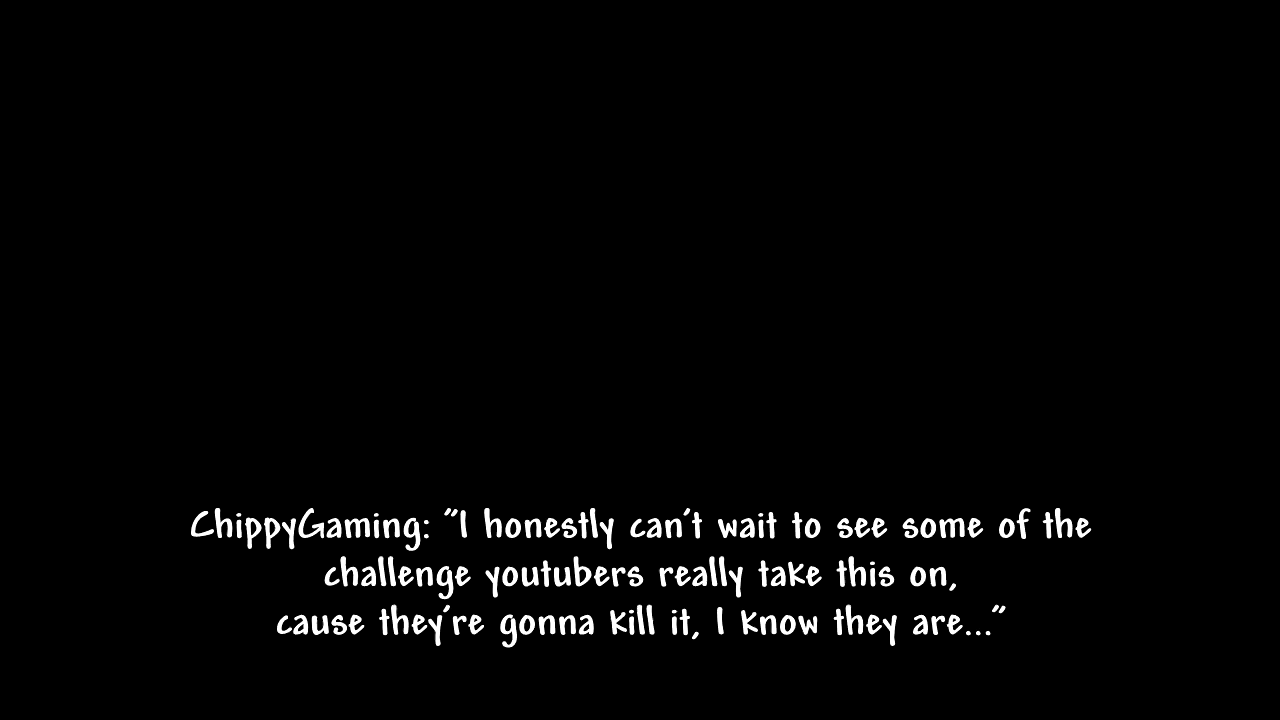 ChippyGaming: "I honestly can't wait to see some of the
challenge youtubers really take this on,
cause they're gonna kill it, I know they are..."